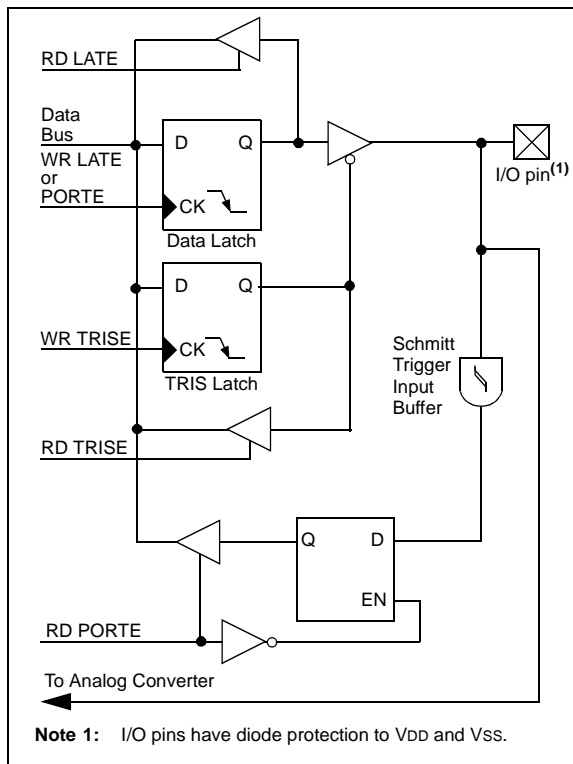 RD LATE
Data
Bus
WR LATE
or
PORTE
D Q
CK
Data Latch
I/O pin(1)
D Q
WR TRISE
CK
TRIS Latch
Schmitt
Trigger
Input
Buffer
RD TRISE
Q D
EN
RD PORTE
To Analog Converter
Note 1: I/O pins have diode protection to VDD and VSS.